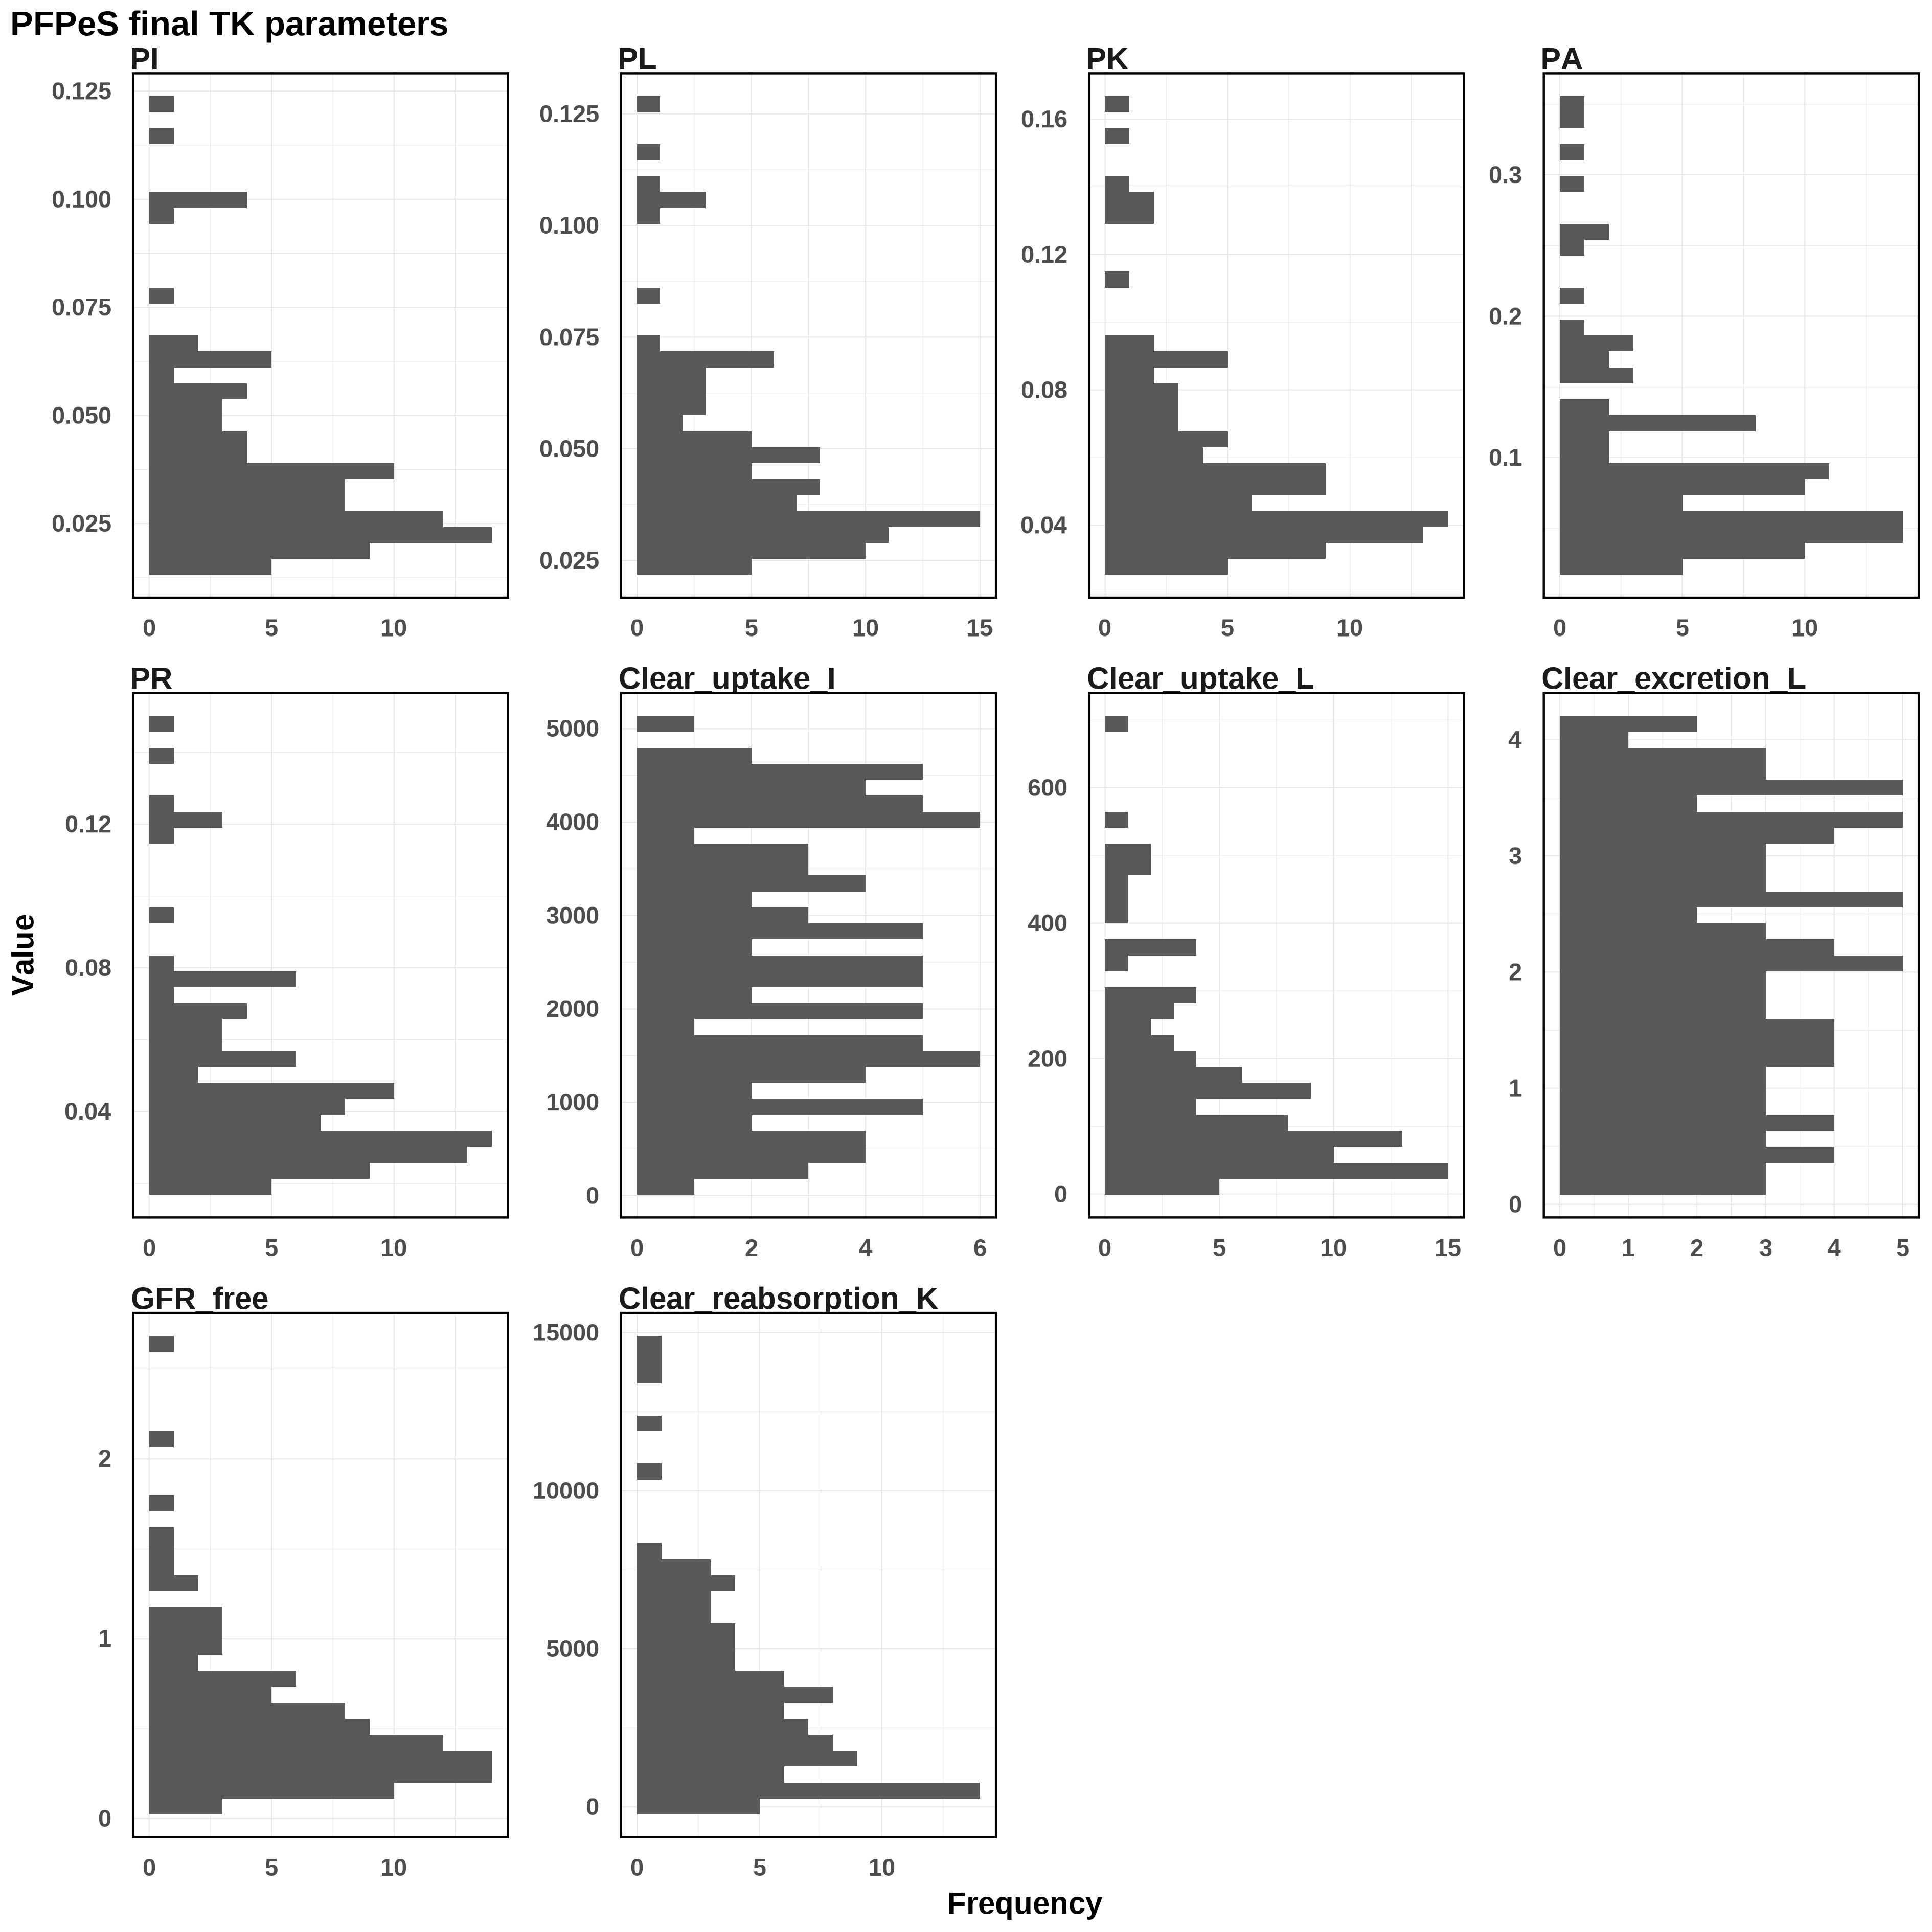 PFPeS final TK parameters
PI PL PK PA
0.125
0.100
0.075
0.050
0.025
0 5 10
0.125
0.100
0.075
0.050
0.025
0 5 10 15
0.16
0.12
0.08
0.04
0 5 10
0.3
0.2
0.1
0 5 10
PR Clear_uptake_I Clear_uptake_L Clear_excretion_L
Value
0.12
0.08
0.04
0 5 10
5000
4000
3000
2000
1000
0
0 2 4 6
600
400
200
0
0 5 10 15
4
3
2
1
0
0 1 2 3 4 5
GFR_free Clear_reabsorption_K
2
1
0
0 5 10
15000
10000
5000
0
0 5 10
Frequency